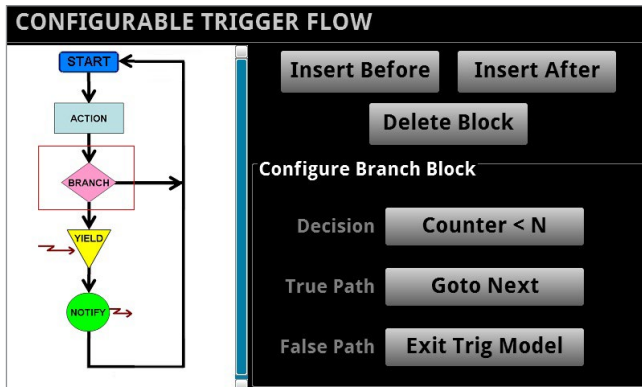 CONFIGURABLE TRIGGER FLOW
START
ACTION
BRANCH
YIELD
NOTIFY
Insert Before
Insert After
Delete Block
Configure Branch Block
Decision
Counter < N
True Path
Goto Next
False Path
Exit Trig Model